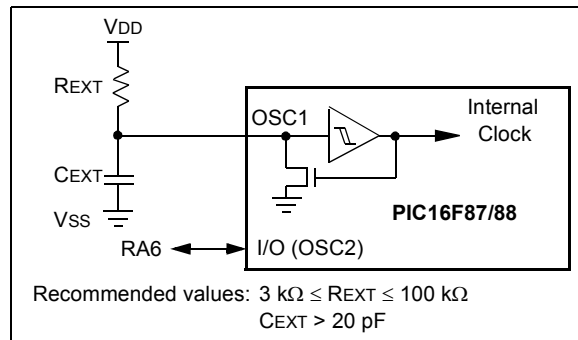 VDD
REXT
OSC1
Internal
Clock
CEXT
VSS
PIC16F87/88
RA6
I/O (OSC2)
Recommended values: 3 kΩ ≤ REXT ≤ 100 kΩ
CEXT > 20 pF